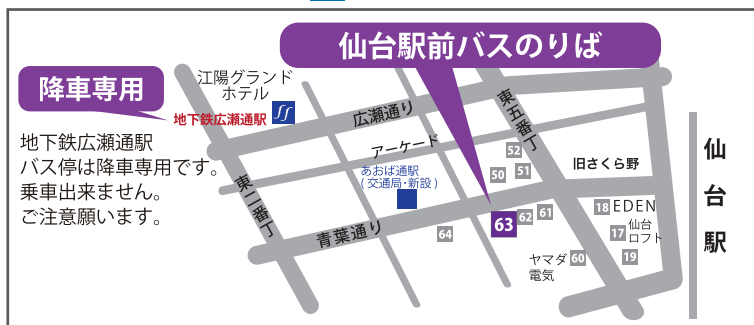 仙台駅前バスのりば
降車専用
江陽グランド
ホテル
地下鉄広瀬通駅
地下鉄広瀬通駅
バス停は降車専用です。
乗車出来ません。
ご注意願います。
広瀬通り
アーケード
東五番丁
東二番丁
青葉通り
あおば通駅
(交通局・新設)
旧さくら野
52
51
50
63
62
61
64
18 EDEN
17 仙台
ロフト
19
ヤマダ
電気
60
仙台駅